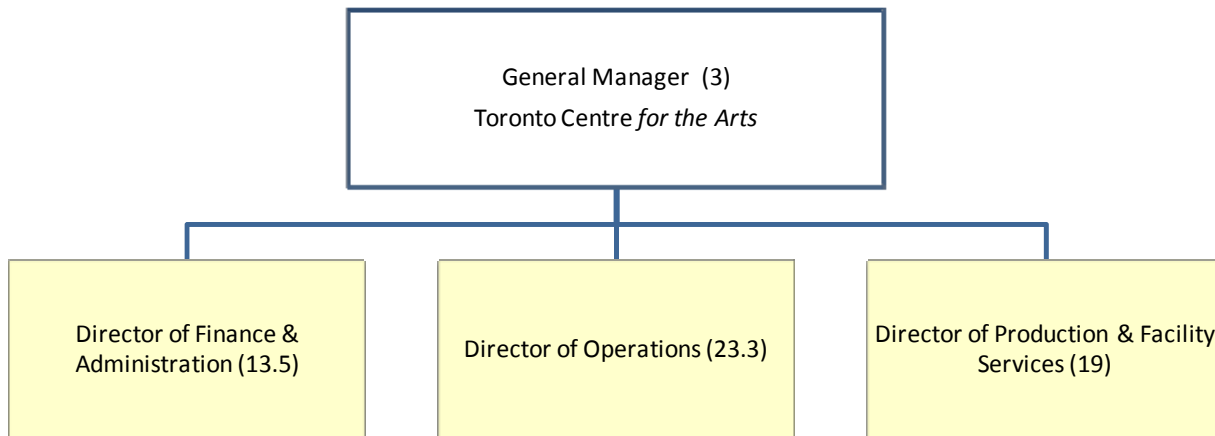 General Manager (3)
Toronto Centre for the Arts
Director of Finance &
Administration (13.5)
Director of Operations (23.3)
Director of Production & Facility
Services (19)